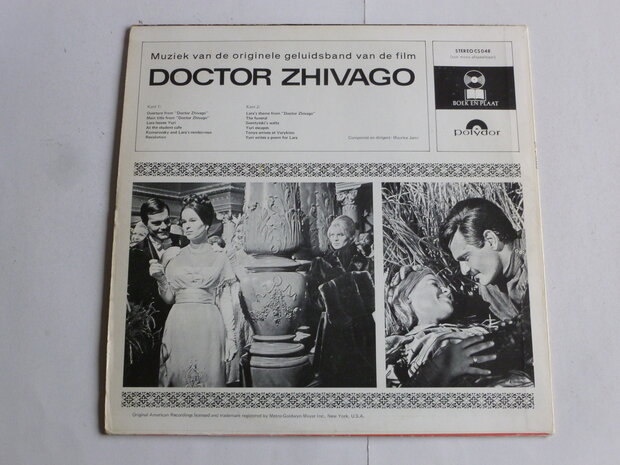 Muziek van de originele geluidsband van de film
DOCTOR ZHIVAGO
Kant 1:
Overture from "Doctor Zhivago"
Main title from "Doctor Zhivago"
Lara leaves Yuri
At the student cafe
Komarovsky and Lara's rendezvous
Revolution
Kant 2:
Lara's theme from "Doctor Zhivago"
The funeral
Sventytski's waltz
Yuri escapes
Tonya arrives at Varykino
Yuri writes a poem for Lara
Compositie en dirigent: Maurice Jarre
STEREO CS 048
BOEK EN PLAAT
Polydor
Original American Recordings licensed and trademark registered by Metro-Goldwyn-Mayer Inc., New York, U.S.A.